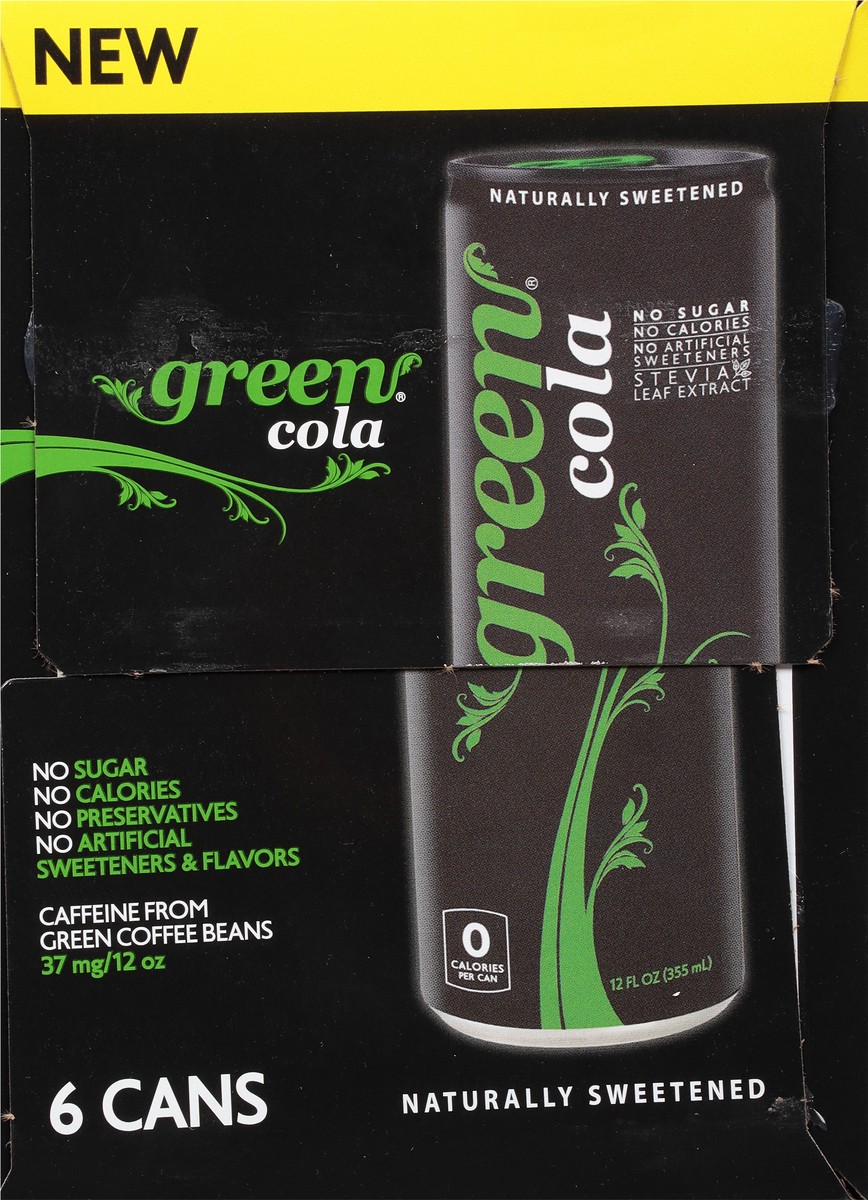 NEW
NATURALLY SWEETENED
green®
cola
NO SUGAR
NO CALORIES
NO ARTIFICIAL
SWEETENERS
STEVIA
LEAF EXTRACT
green®
cola
NO SUGAR
NO CALORIES
NO PRESERVATIVES
NO ARTIFICIAL
SWEETENERS & FLAVORS
CAFFEINE FROM
GREEN COFFEE BEANS
37 mg/12 oz
0
CALORIES
PER CAN
12 FL OZ (355 mL)
6 CANS
NATURALLY SWEETENED